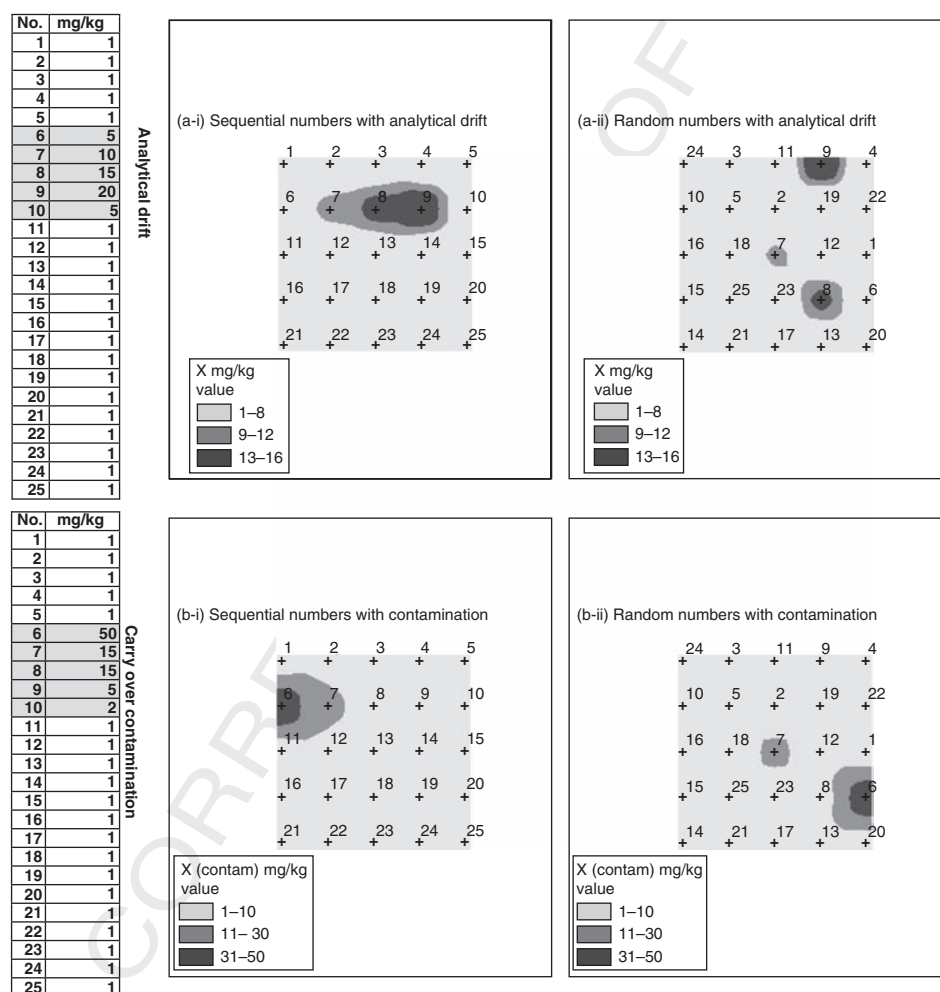 No. mg/kg
1 1
2 1
3 1
4 1
5 1
6 5
7 10
8 15
9 20
10 5
11 1
12 1
13 1
14 1
15 1
16 1
17 1
18 1
19 1
20 1
21 1
22 1
23 1
24 1
25 1
Analytical drift
(a-i) Sequential numbers with analytical drift
1 2 3 4 5
6 7 8 9 10
11 12 13 14 15
16 17 18 19 20
21 22 23 24 25
X mg/kg
value
1–8
9–12
13–16
OF
(a-ii) Random numbers with analytical drift
24 3 11 9 4
10 5 2 19 22
16 18 7 12 1
15 25 23 8 6
14 21 17 13 20
X mg/kg
value
1–8
9–12
13–16
No. mg/kg
1 1
2 1
3 1
4 1
5 1
6 50
7 15
8 15
9 5
10 2
11 1
12 1
13 1
14 1
15 1
16 1
17 1
18 1
19 1
20 1
21 1
22 1
23 1
24 1
25 1
Carry over contamination
(b-i) Sequential numbers with contamination
1 2 3 4 5
6 7 8 9 10
11 12 13 14 15
16 17 18 19 20
21 22 23 24 25
X (contam) mg/kg
value
1–10
11– 30
31–50
CORRE
(b-ii) Random numbers with contamination
24 3 11 9 4
10 5 2 19 22
16 18 7 12 1
15 25 23 8 6
14 21 17 13 20
X (contam) mg/kg
value
1–10
11–30
31–50